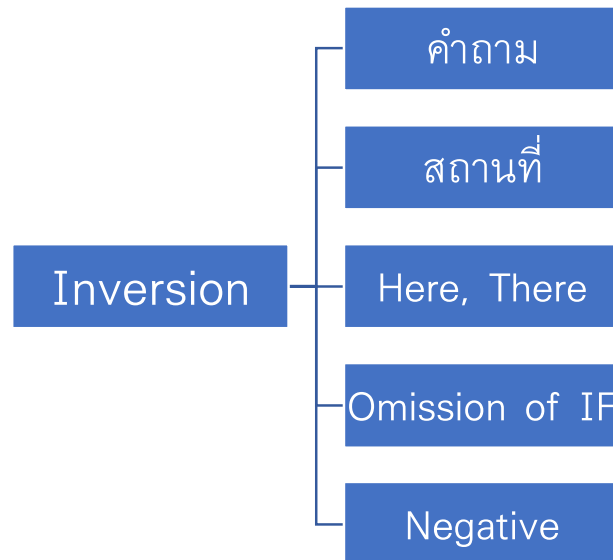 คำถาม
สถานที่
Inversion
Here, There
Omission of IF
Negative